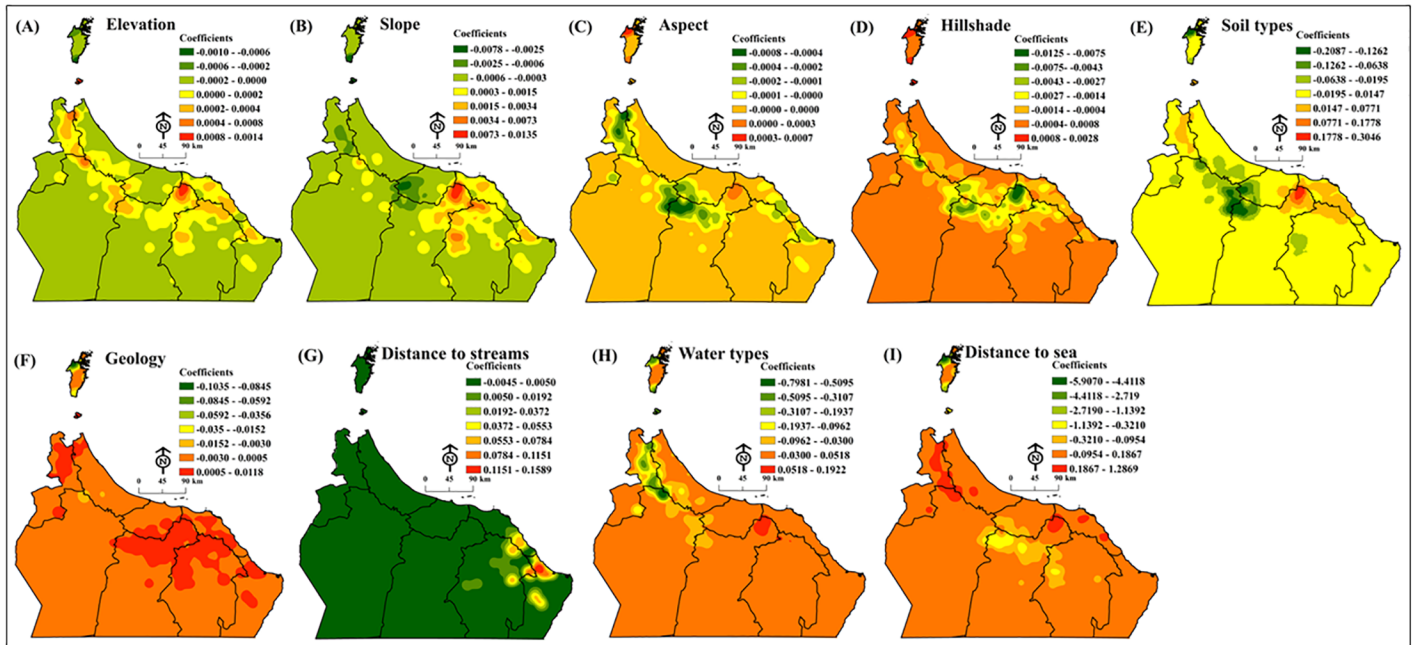 (A) Elevation
Coefficients
-0.0010 - -0.0006
-0.0006 - -0.0002
-0.0002 - 0.0000
0.0000 - 0.0002
0.0002 - 0.0004
0.0004 - 0.0008
0.0008 - 0.0014
N
45 0 90 km
(B) Slope
Coefficients
-0.0078 - -0.0025
-0.0025 - -0.0006
- 0.0006 - -0.0003
0.0003 - 0.0015
0.0015 - 0.0034
0.0034 - 0.0073
0.0073 - 0.0135
N
0 45 90 km
(C) Aspect
Coefficients
-0.0008 - -0.0004
-0.0004 - -0.0002
-0.0002 - -0.0001
-0.0001 - -0.0000
-0.0000 - 0.0000
0.0000 - 0.0003
0.0003- 0.0007
N
0 45 90 km
(D) Hillshade
Coefficients
-0.0125 - -0.0075
-0.0075- -0.0043
-0.0043 - -0.0027
-0.0027 - -0.0014
-0.0014 - -0.0004
-0.0004 - 0.0008
0.0008 - 0.0028
N
0 45 90 km
(E) Soil types
Coefficients
-0.2087 - -0.1262
-0.1262 - -0.0638
-0.0638 - -0.0195
-0.0195 - 0.0147
0.0147 - 0.0771
0.0771 - 0.1778
0.1778 - 0.3046
N
0 45 90 km
(F) Geology
Coefficients
-0.1035 - -0.0845
-0.0845 - -0.0592
-0.0592 - -0.0356
-0.035 - -0.0152
-0.0152 - -0.0030
-0.0030 - 0.0005
0.0005 - 0.0118
N
0 45 90 km
(G) Distance to streams
Coefficients
-0.0045 - 0.0050
0.0050 - 0.0192
0.0192- 0.0372
0.0372 - 0.0553
0.0553 - 0.0784
0.0784 - 0.1151
0.1151 - 0.1589
N
0 45 90 km
(H) Water types
Coefficients
-0.7981 - -0.5095
-0.5095 - -0.3107
-0.3107 - -0.1937
-0.1937- -0.0962
-0.0962 - -0.0300
-0.0300 - 0.0518
0.0518 - 0.1922
N
0 45 90 km
(I) Distance to sea
Coefficients
-5.9070 - -4.4118
-4.4118 - -2.719
-2.7190 - -1.1392
-1.1392 - -0.3210
-0.3210 - -0.0954
-0.0954 - 0.1867
0.1867 - 1.2869
N
0 45 90 km